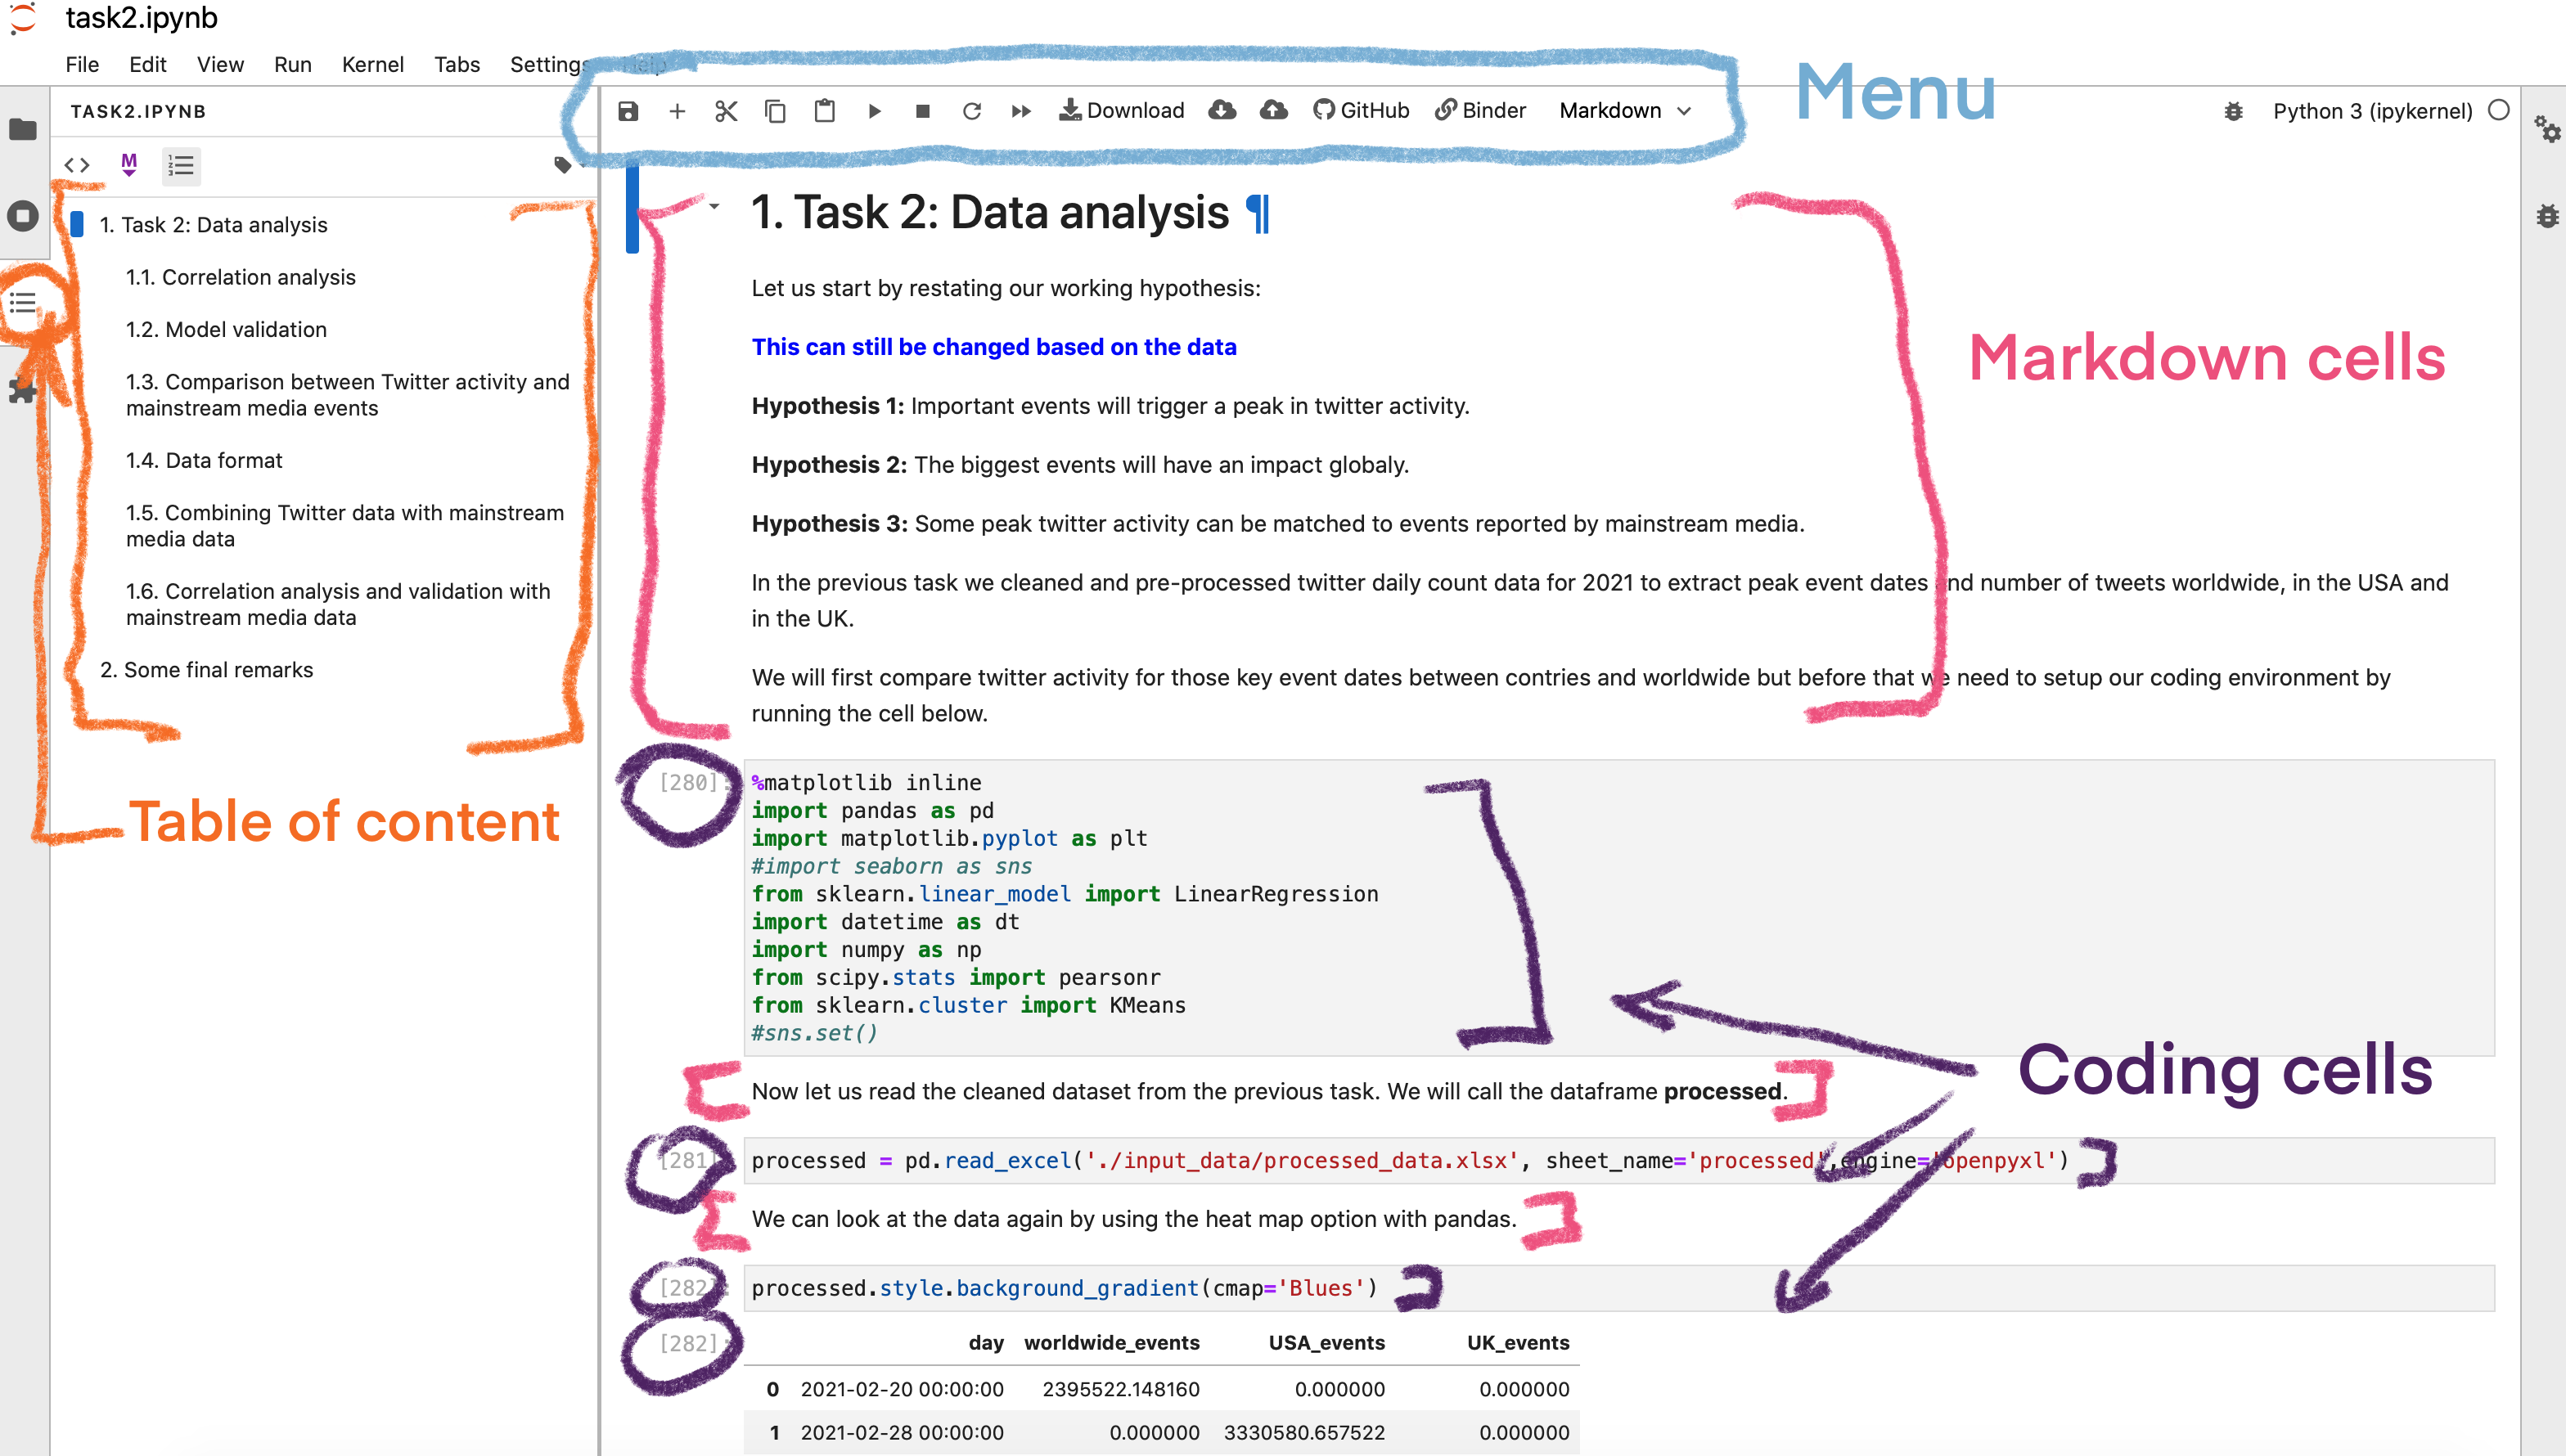 task2.ipynb
File Edit View Run Kernel Tabs Settings Help
Menu
TASK2.IPYNB
Download GitHub Binder Markdown
Python 3 (ipykernel)
M
1. Task 2: Data analysis
1.1. Correlation analysis
1.2. Model validation
1.3. Comparison between Twitter activity and
mainstream media events
1.4. Data format
1.5. Combining Twitter data with mainstream
media data
1.6. Correlation analysis and validation with
mainstream media data
2. Some final remarks
Table of content
1. Task 2: Data analysis ¶
Let us start by restating our working hypothesis:
This can still be changed based on the data
Markdown cells
Hypothesis 1: Important events will trigger a peak in twitter activity.
Hypothesis 2: The biggest events will have an impact globaly.
Hypothesis 3: Some peak twitter activity can be matched to events reported by mainstream media.
In the previous task we cleaned and pre-processed twitter daily count data for 2021 to extract peak event dates and number of tweets worldwide, in the USA and
in the UK.
We will first compare twitter activity for those key event dates between contries and worldwide but before that we need to setup our coding environment by
running the cell below.
[280]: %matplotlib inline
import pandas as pd
import matplotlib.pyplot as plt
#import seaborn as sns
from sklearn.linear_model import LinearRegression
import datetime as dt
import numpy as np
from scipy.stats import pearsonr
from sklearn.cluster import KMeans
#sns.set()
Coding cells
Now let us read the cleaned dataset from the previous task. We will call the dataframe processed.
[281]: processed = pd.read_excel('./input_data/processed_data.xlsx', sheet_name='processed',engine='openpyxl')
We can look at the data again by using the heat map option with pandas.
[282]: processed.style.background_gradient(cmap='Blues')
[282]: day worldwide_events USA_events UK_events
0 2021-02-20 00:00:00 2395522.148160 0.000000 0.000000
1 2021-02-28 00:00:00 0.000000 3330580.657522 0.000000